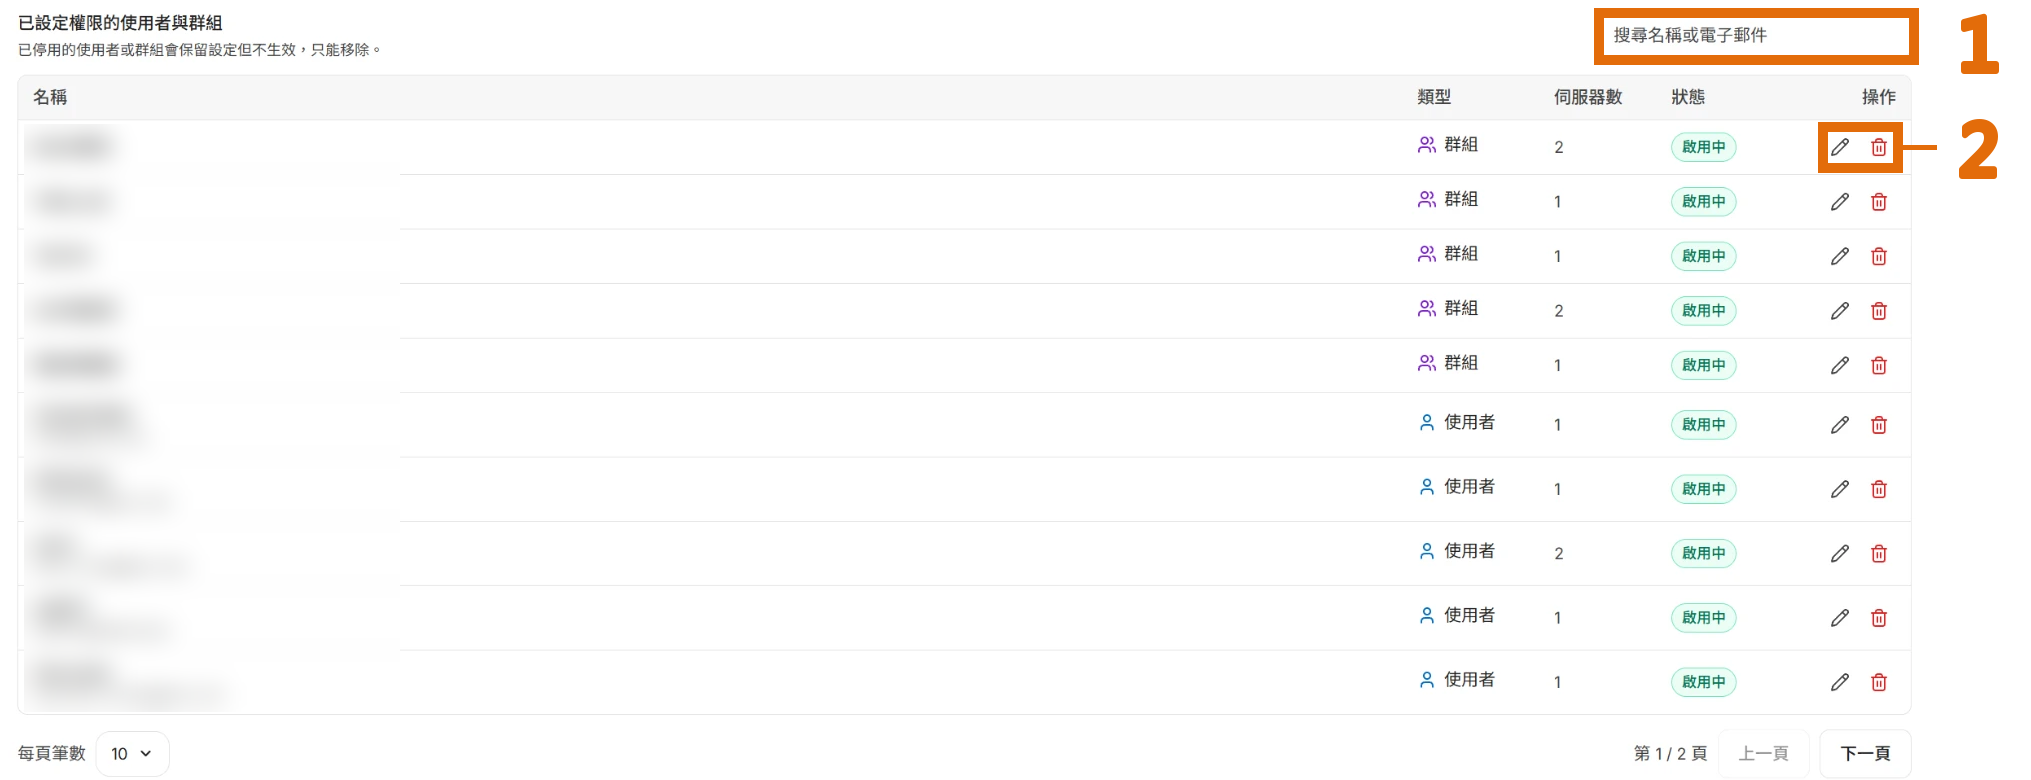 已設定權限的使用者與群組
已停用的使用者或群組會保留設定但不生效，只能移除。
搜尋名稱或電子郵件
1
名稱 類型 伺服器數 狀態 操作
群組 2 啟用中
2
群組 1 啟用中
群組 1 啟用中
群組 2 啟用中
群組 1 啟用中
使用者 1 啟用中
使用者 1 啟用中
使用者 2 啟用中
使用者 1 啟用中
使用者 1 啟用中
每頁筆數 10 第 1 / 2 頁 上一頁 下一頁